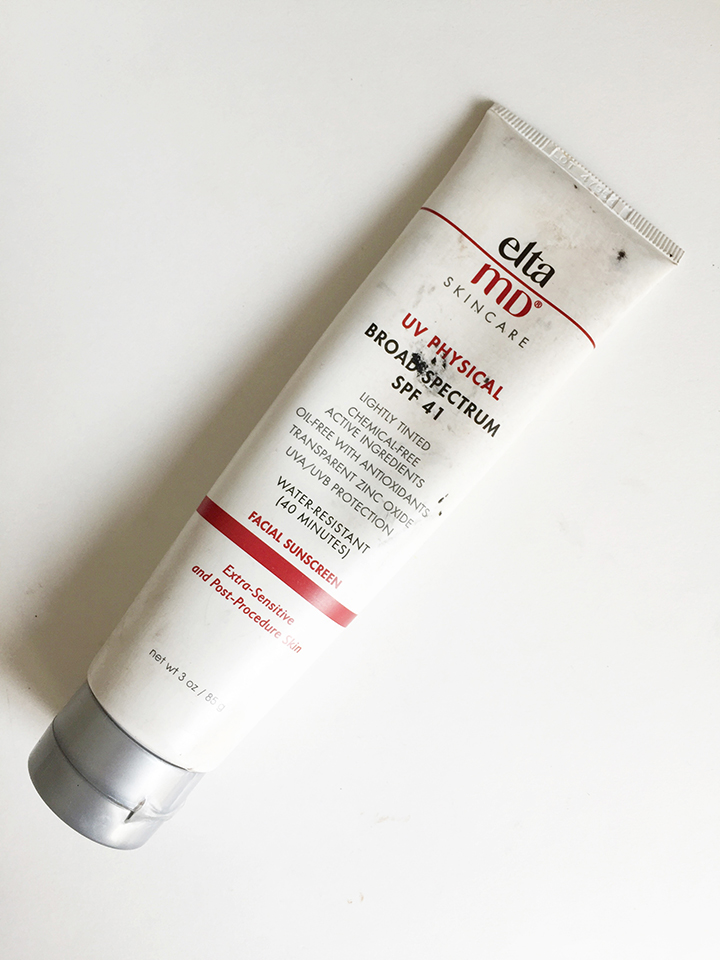 elta
MD®
SKINCARE
UV PHYSICAL
BROAD-SPECTRUM
SPF 41
LIGHTLY TINTED
CHEMICAL-FREE
ACTIVE INGREDIENTS
OIL-FREE WITH ANTIOXIDANTS
TRANSPARENT ZINC OXIDE
UVA/UVB PROTECTION
WATER-RESISTANT
(40 MINUTES)
FACIAL SUNSCREEN
Extra-Sensitive
and Post-Procedure Skin
net wt 3 oz / 85 g